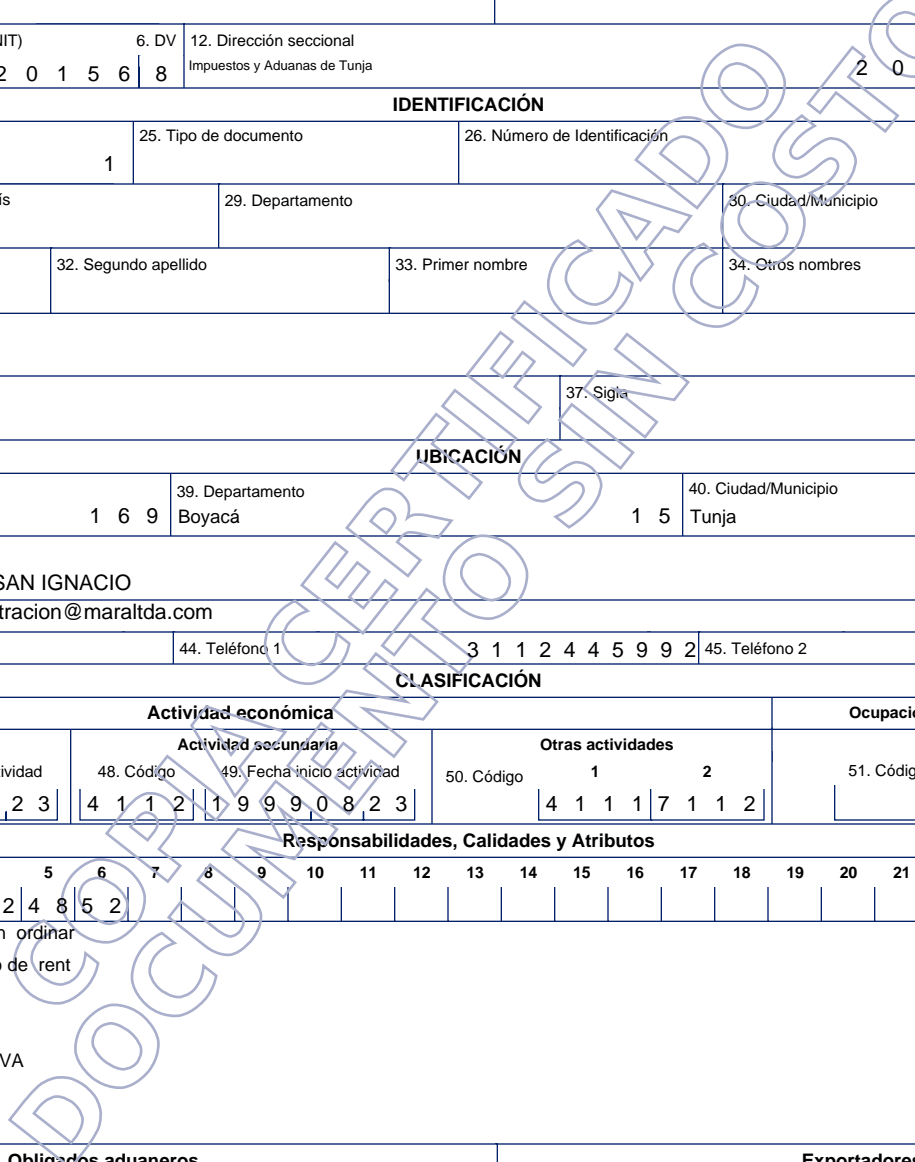 NIT) 6. DV 12. Dirección seccional
2 0 1 5 6 8 Impuestos y Aduanas de Tunja 2 0
IDENTIFICACIÓN
25. Tipo de documento 26. Número de Identificación
1
ís 29. Departamento 30. Ciudad/Municipio
32. Segundo apellido 33. Primer nombre 34. Otros nombres
37. Sigla
UBICACIÓN
39. Departamento 40. Ciudad/Municipio
1 6 9 Boyacá 1 5 Tunja
SAN IGNACIO
tracion@maraltda.com
44. Teléfono 1 3 1 1 2 4 4 5 9 9 2 45. Teléfono 2
CLASIFICACIÓN
Actividad económica Ocupació
Actividad secundaria Otras actividades
ividad 48. Código 49. Fecha inicio actividad 50. Código 1 2 51. Códig
2 3 4 1 1 2 1 9 9 9 0 8 2 3 4 1 1 1 7 1 1 2
Responsabilidades, Calidades y Atributos
5 6 7 8 9 10 11 12 13 14 15 16 17 18 19 20 21
2 4 8 5 2
n ordinar
o de rent
VA
Obligados aduaneros Exportadores
COPIA CERTIFICADO
DOCUMENTO SIN COSTO